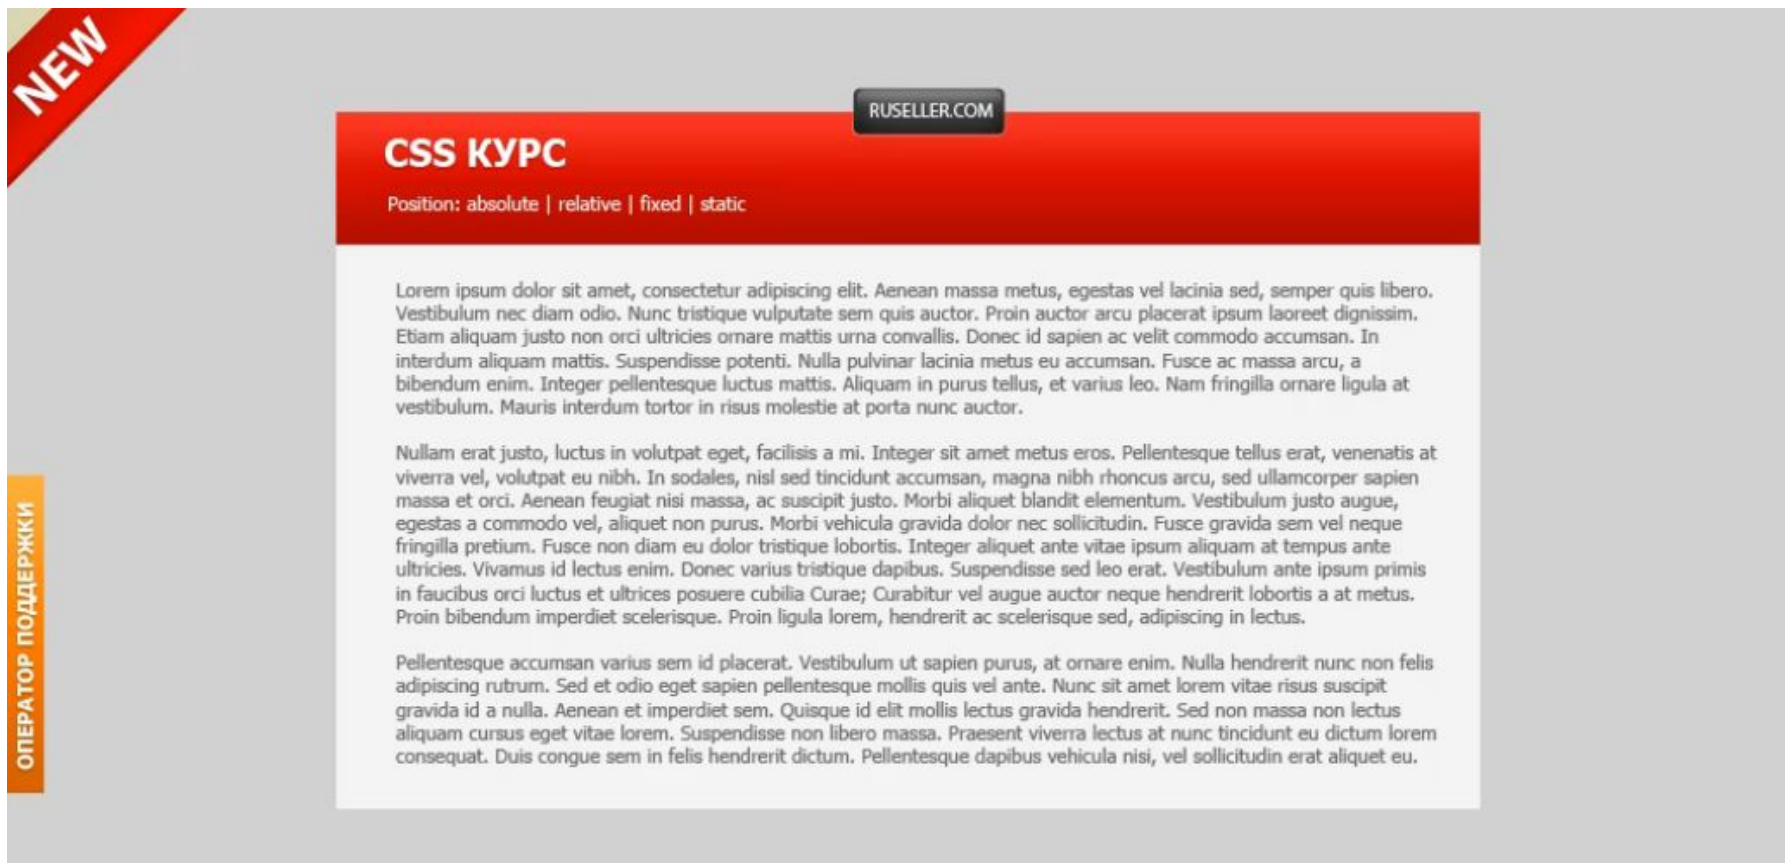 NEW
RUSELLER.COM
CSS КУРС
Position: absolute | relative | fixed | static
Lorem ipsum dolor sit amet, consectetur adipiscing elit. Aenean massa metus, egestas vel lacinia sed, semper quis libero.
Vestibulum nec diam odio. Nunc tristique vulputate sem quis auctor. Proin auctor arcu placerat ipsum laoreet dignissim.
Etiam aliquam justo non orci ultricies ornare mattis urna convallis. Donec id sapien ac velit commodo accumsan. In
interdum aliquam mattis. Suspendisse potenti. Nulla pulvinar lacinia metus eu accumsan. Fusce ac massa arcu, a
bibendum enim. Integer pellentesque luctus mattis. Aliquam in purus tellus, et varius leo. Nam fringilla ornare ligula at
vestibulum. Mauris interdum tortor in risus molestie at porta nunc auctor.
Nullam erat justo, luctus in volutpat eget, facilisis a mi. Integer sit amet metus eros. Pellentesque tellus erat, venenatis at
viverra vel, volutpat eu nibh. In sodales, nisl sed tincidunt accumsan, magna nibh rhoncus arcu, sed ullamcorper sapien
massa et orci. Aenean feugiat nisi massa, ac suscipit justo. Morbi aliquet blandit elementum. Vestibulum justo augue,
egestas a commodo vel, aliquet non purus. Morbi vehicula gravida dolor nec sollicitudin. Fusce gravida sem vel neque
fringilla pretium. Fusce non diam eu dolor tristique lobortis. Integer aliquet ante vitae ipsum aliquam at tempus ante
ultricies. Vivamus id lectus enim. Donec varius tristique dapibus. Suspendisse sed leo erat. Vestibulum ante ipsum primis
in faucibus orci luctus et ultrices posuere cubilia Curae; Curabitur vel augue auctor neque hendrerit lobortis a at metus.
Proin bibendum imperdiet scelerisque. Proin ligula lorem, hendrerit ac scelerisque sed, adipiscing in lectus.
Pellentesque accumsan varius sem id placerat. Vestibulum ut sapien purus, at ornare enim. Nulla hendrerit nunc non felis
adipiscing rutrum. Sed et odio eget sapien pellentesque mollis quis vel ante. Nunc sit amet lorem vitae risus suscipit
gravida id a nulla. Aenean et imperdiet sem. Quisque id elit mollis lectus gravida hendrerit. Sed non massa non lectus
aliquam cursus eget vitae lorem. Suspendisse non libero massa. Praesent viverra lectus at nunc tincidunt eu dictum lorem
consequat. Duis congue sem in felis hendrerit dictum. Pellentesque dapibus vehicula nisi, vel sollicitudin erat aliquet eu.
ОПЕРАТОР ПОДДЕРЖКИ